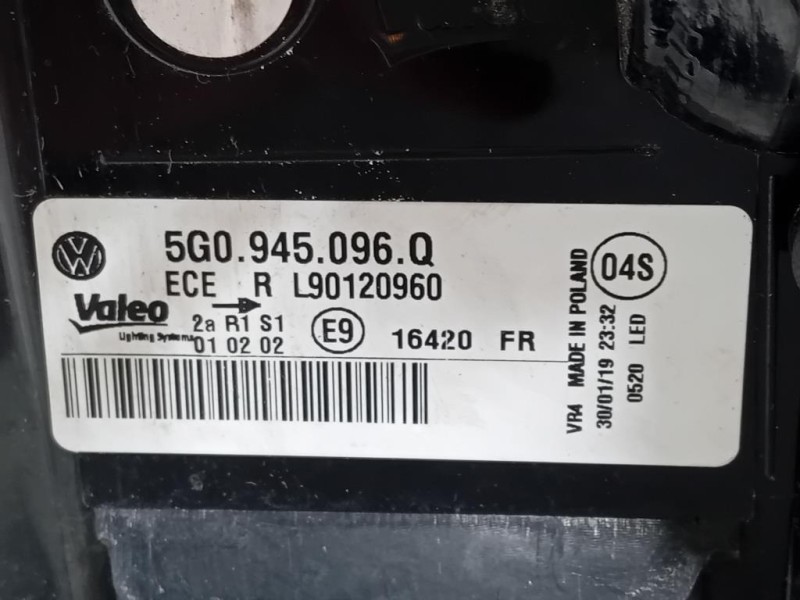 VW
5G0.945.096.Q
ECE R L90120960
Valeo
Lighting Systems
2a R1 S1
01 02 02
E9
16420 FR
VR4 MADE IN POLAND
30/01/19 23:32
0520 LED
04S